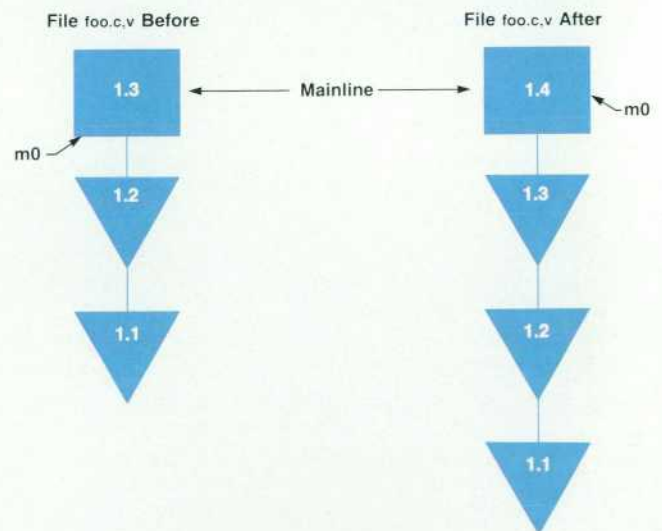 File foo.c,v Before
File foo.c,v After
1.3
Mainline
1.4
m0
m0
1.2
1.3
1.1
1.2
1.1